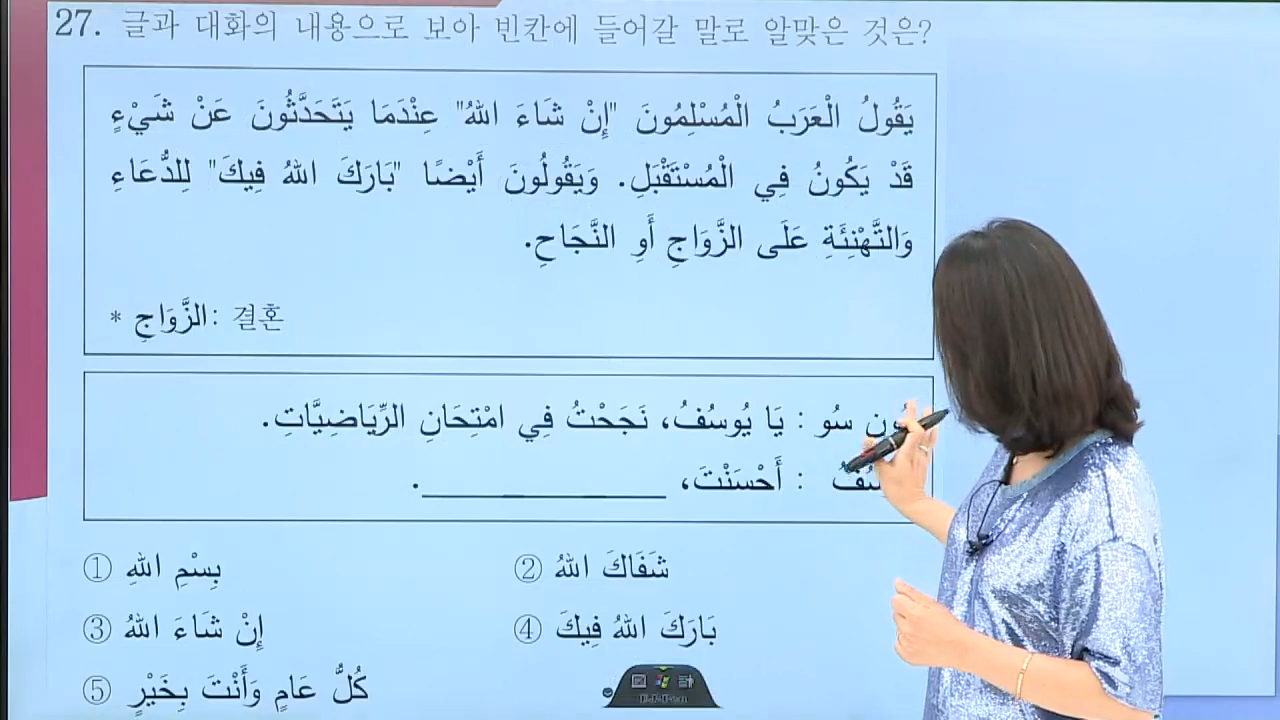 27. 글과 대화의 내용으로 보아 빈칸에 들어갈 말로 알맞은 것은?
يَقُولُ الْعَرَبُ الْمُسْلِمُونَ "إِنْ شَاءَ اللهُ" عِنْدَمَا يَتَحَدَّثُونَ عَنْ شَيْءٍ
قَدْ يَكُونُ فِي الْمُسْتَقْبَلِ. وَيَقُولُونَ أَيْضًا "بَارَكَ اللهُ فِيكَ" لِلدُّعَاءِ
وَالتَّهْنِئَةِ عَلَى الزَّوَاجِ أَوِ النَّجَاحِ.
* الزَّوَاجِ: 결혼
سُو : يَا يُوسُفُ، نَجَحْتُ فِي امْتِحَانِ الرِّيَاضِيَّاتِ.
: أَحْسَنْتَ، ____________.
① بِسْمِ اللهِ
② شَفَاكَ اللهُ
③ إِنْ شَاءَ اللهُ
④ بَارَكَ اللهُ فِيكَ
⑤ كُلُّ عَامٍ وَأَنْتَ بِخَيْرٍ